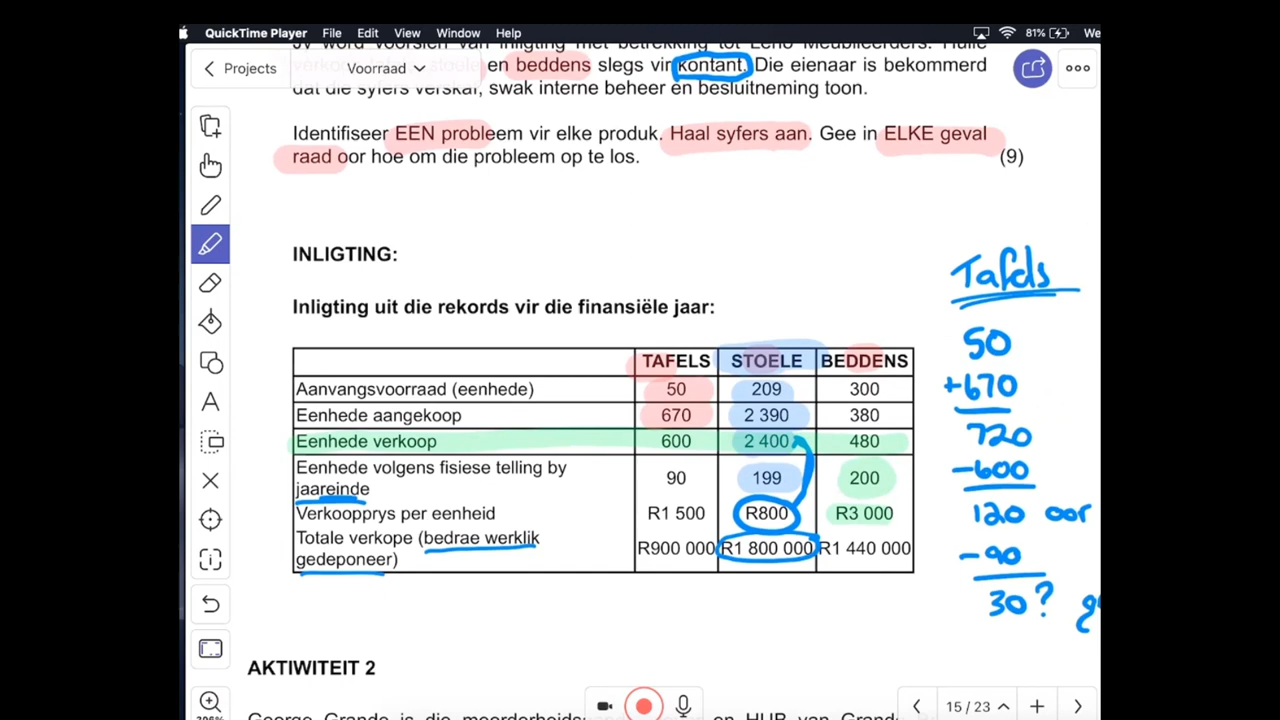 QuickTime Player File Edit View Window Help 81% We
Projects Voorraad
en beddens slegs vir kontant. Die eienaar is bekommerd
dat die syfers verskaf, swak interne beheer en besluitneming toon.
Identifiseer EEN probleem vir elke produk. Haal syfers aan. Gee in ELKE geval
raad oor hoe om die probleem op te los. (9)
INLIGTING:
Inligting uit die rekords vir die finansiële jaar:
TAFELS STOELE BEDDENS
Aanvangsvoorraad (eenhede) 50 209 300
Eenhede aangekoop 670 2 390 380
Eenhede verkoop 600 2 400 480
Eenhede volgens fisiese telling by
jaareinde 90 199 200
Verkoopprys per eenheid R1 500 R800 R3 000
Totale verkope (bedrae werklik
gedeponeer) R900 000 R1 800 000 R1 440 000
Tafels
50
+670
720
-600
120 oor
-90
30?
AKTIWITEIT 2
15 / 23